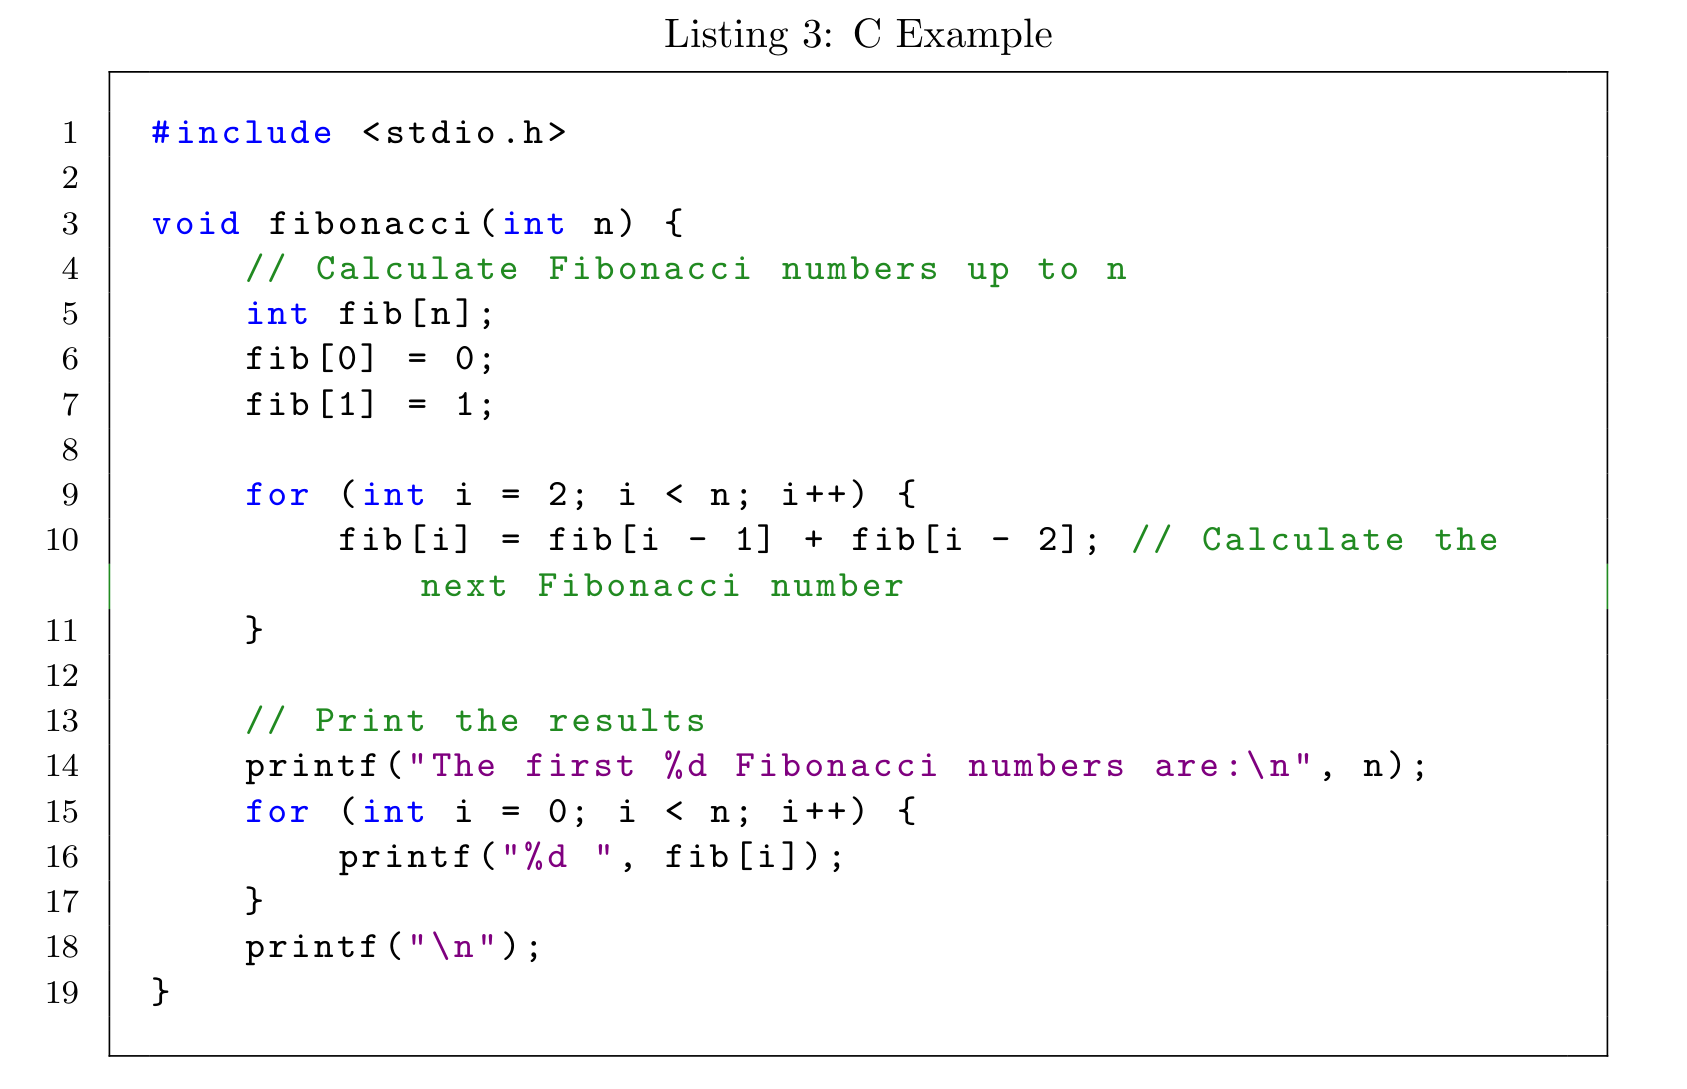 Listing 3: C Example
1 #include <stdio.h>
2
3 void fibonacci(int n) {
4     // Calculate Fibonacci numbers up to n
5     int fib[n];
6     fib[0] = 0;
7     fib[1] = 1;
8
9     for (int i = 2; i < n; i++) {
10         fib[i] = fib[i - 1] + fib[i - 2]; // Calculate the
            next Fibonacci number
11     }
12
13     // Print the results
14     printf("The first %d Fibonacci numbers are:\n", n);
15     for (int i = 0; i < n; i++) {
16         printf("%d ", fib[i]);
17     }
18     printf("\n");
19 }